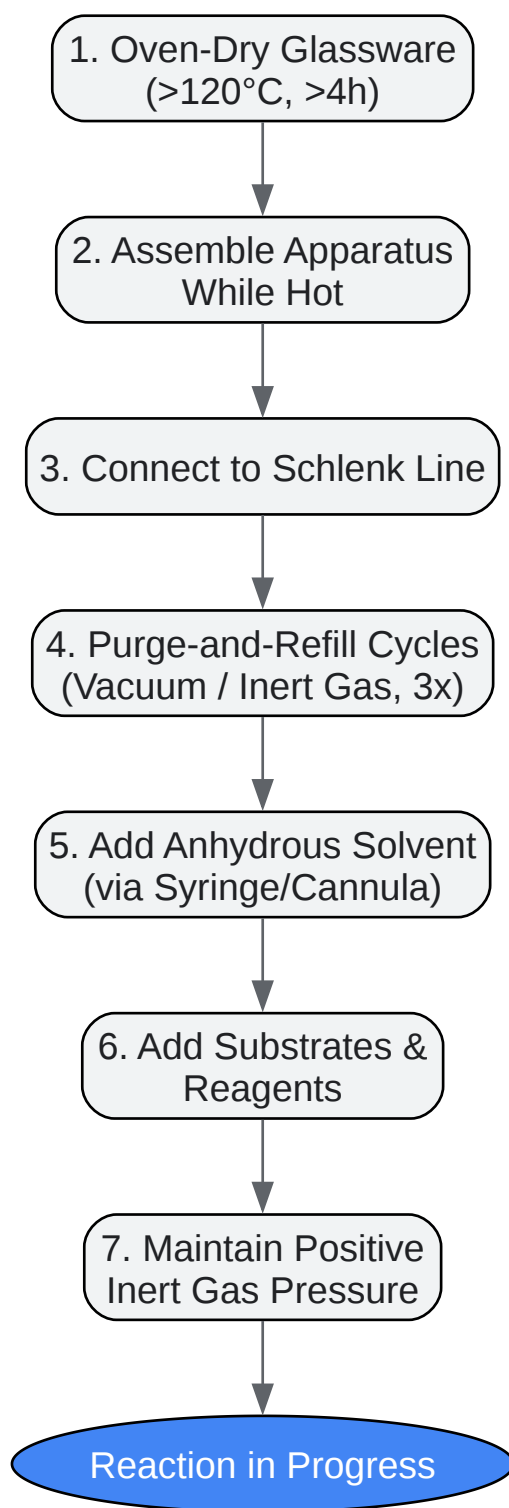 1. Oven-Dry Glassware
(>120°C, >4h)
2. Assemble Apparatus
While Hot
3. Connect to Schlenk Line
4. Purge-and-Refill Cycles
(Vacuum / Inert Gas, 3x)
5. Add Anhydrous Solvent
(via Syringe/Cannula)
6. Add Substrates &
Reagents
7. Maintain Positive
Inert Gas Pressure
Reaction in Progress